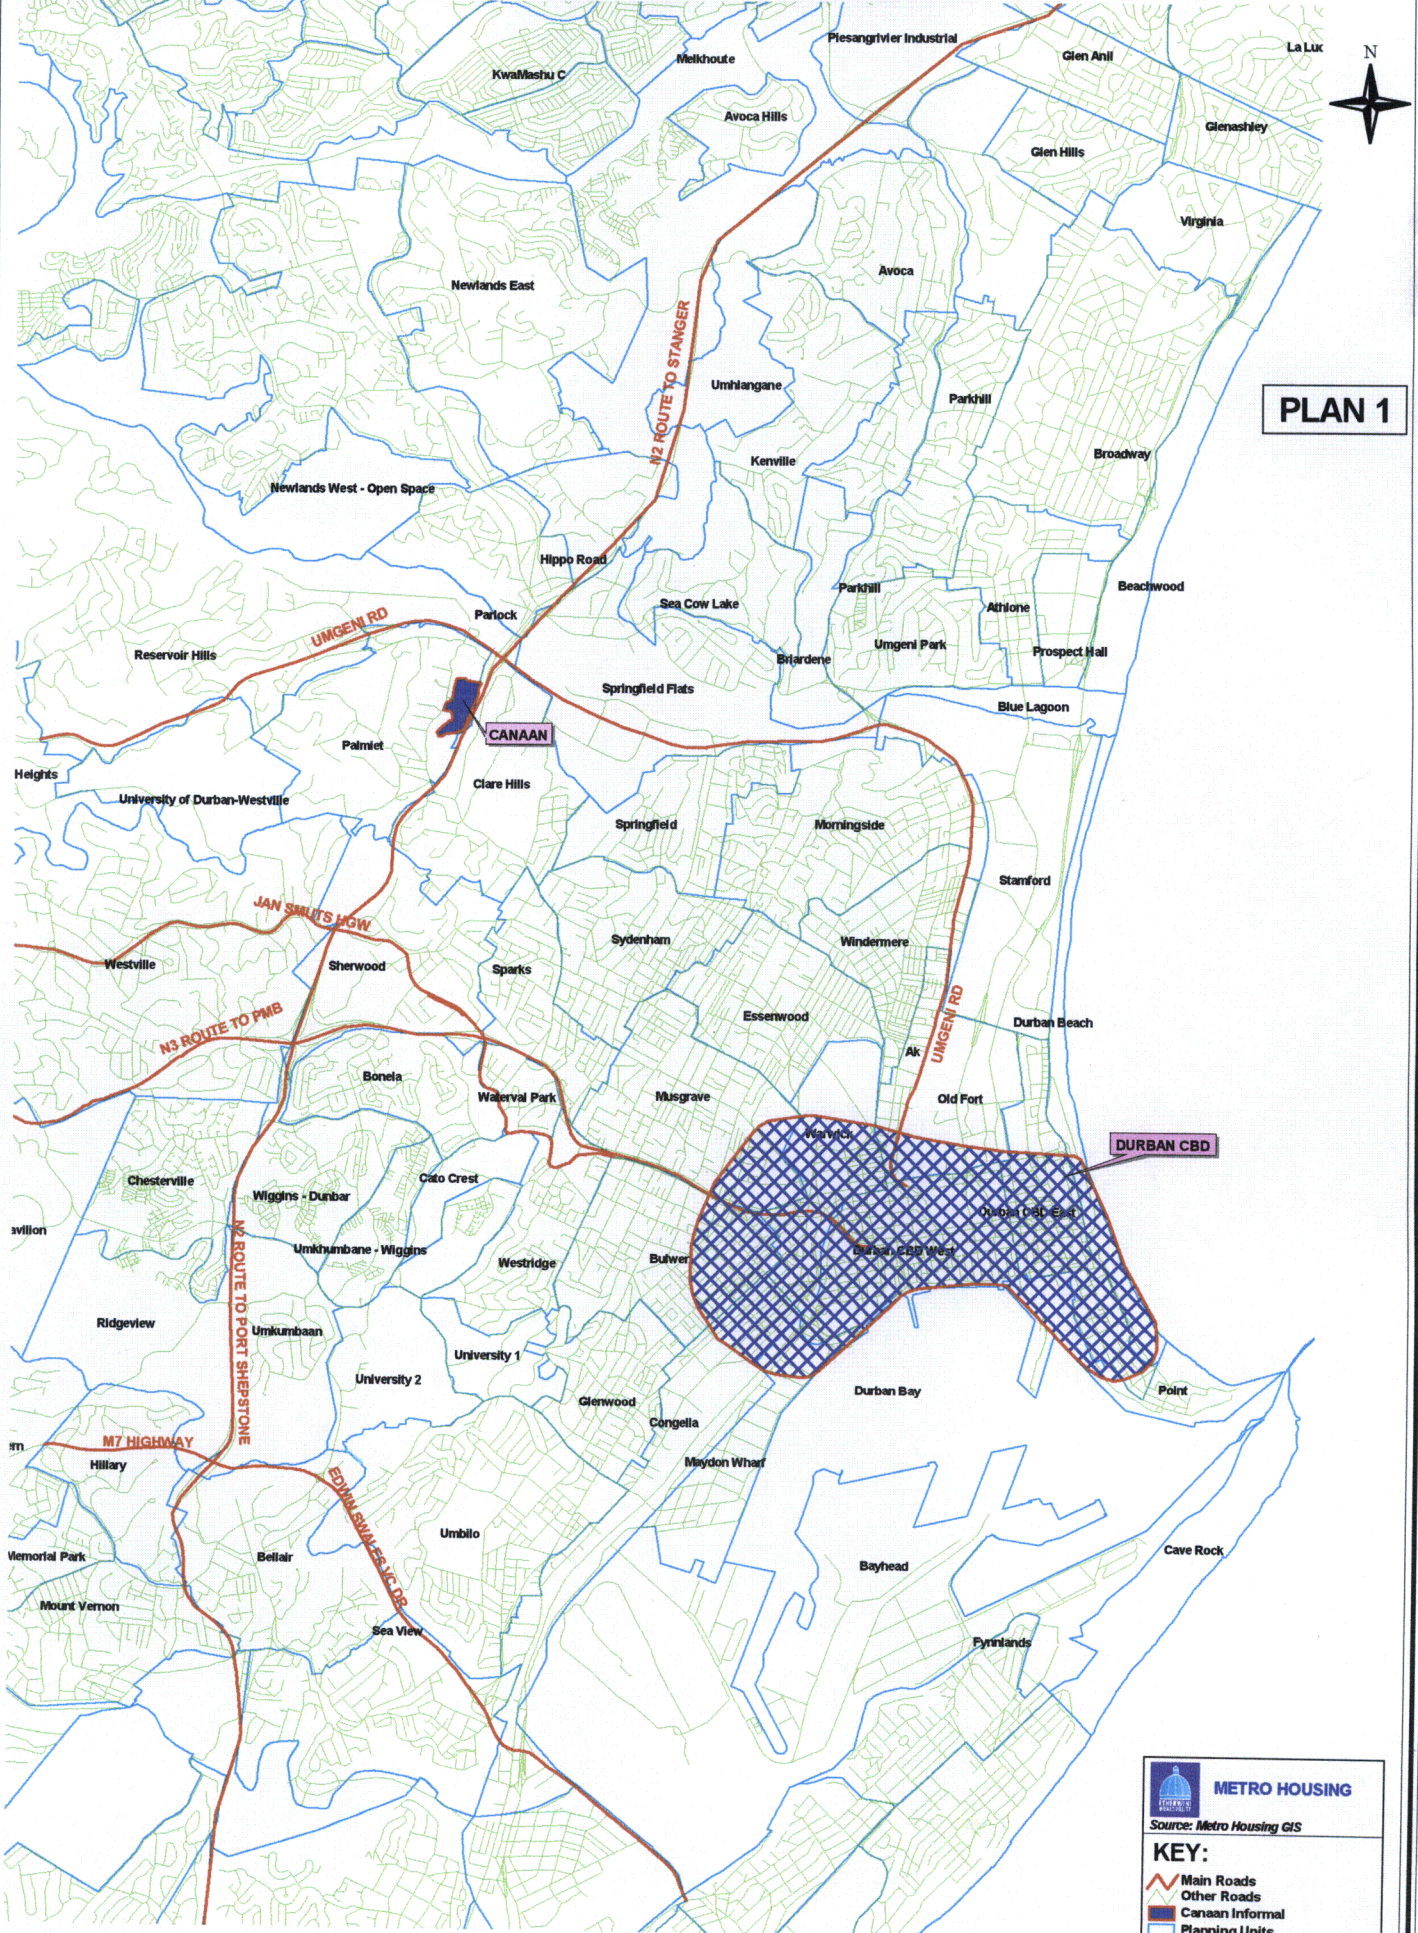 Piesangrivier Industrial
La Luc
N
Glen Anil
Melkhoute
KwaMashu C
Avoca Hills
Glenashley
Glen Hills
Virginia
Avoca
Newlands East
N2 ROUTE TO STANGER
Umhlangane
Parkhill
PLAN 1
Broadway
Kenville
Newlands West - Open Space
Hippo Road
Beachwood
Parkhill
Sea Cow Lake
Athlone
Parlock
UMGENI RD
Umgeni Park
Prospect Hall
Reservoir Hills
Briardene
Springfield Flats
Blue Lagoon
CANAAN
Palmiet
Heights
Clare Hills
University of Durban-Westville
Springfield
Morningside
Stamford
JAN SMUTS HGW
Sydenham
Windermere
Westville
Sherwood
Sparks
Essenwood
UMGENI RD
Durban Beach
N3 ROUTE TO PMB
Ak
Bonela
Waterval Park
Musgrave
Old Fort
Warwick
DURBAN CBD
Chesterville
Cato Crest
Wiggins - Dunbar
Durban CBD East
avilion
Umkhumbane - Wiggins
Durban CBD West
Westridge
Bulwer
N2 ROUTE TO PORT SHEPSTONE
Ridgeview
Umkumbaan
University 1
University 2
Durban Bay
Point
Glenwood
Congella
M7 HIGHWAY
em
Hillary
Maydon Wharf
EDWIN SWALES VC DR
Umbilo
Cave Rock
Memorial Park
Bellair
Bayhead
Mount Vernon
Sea View
Fynnlands
METRO HOUSING
Source: Metro Housing GIS
KEY:
Main Roads
Other Roads
Canaan Informal
Planning Units